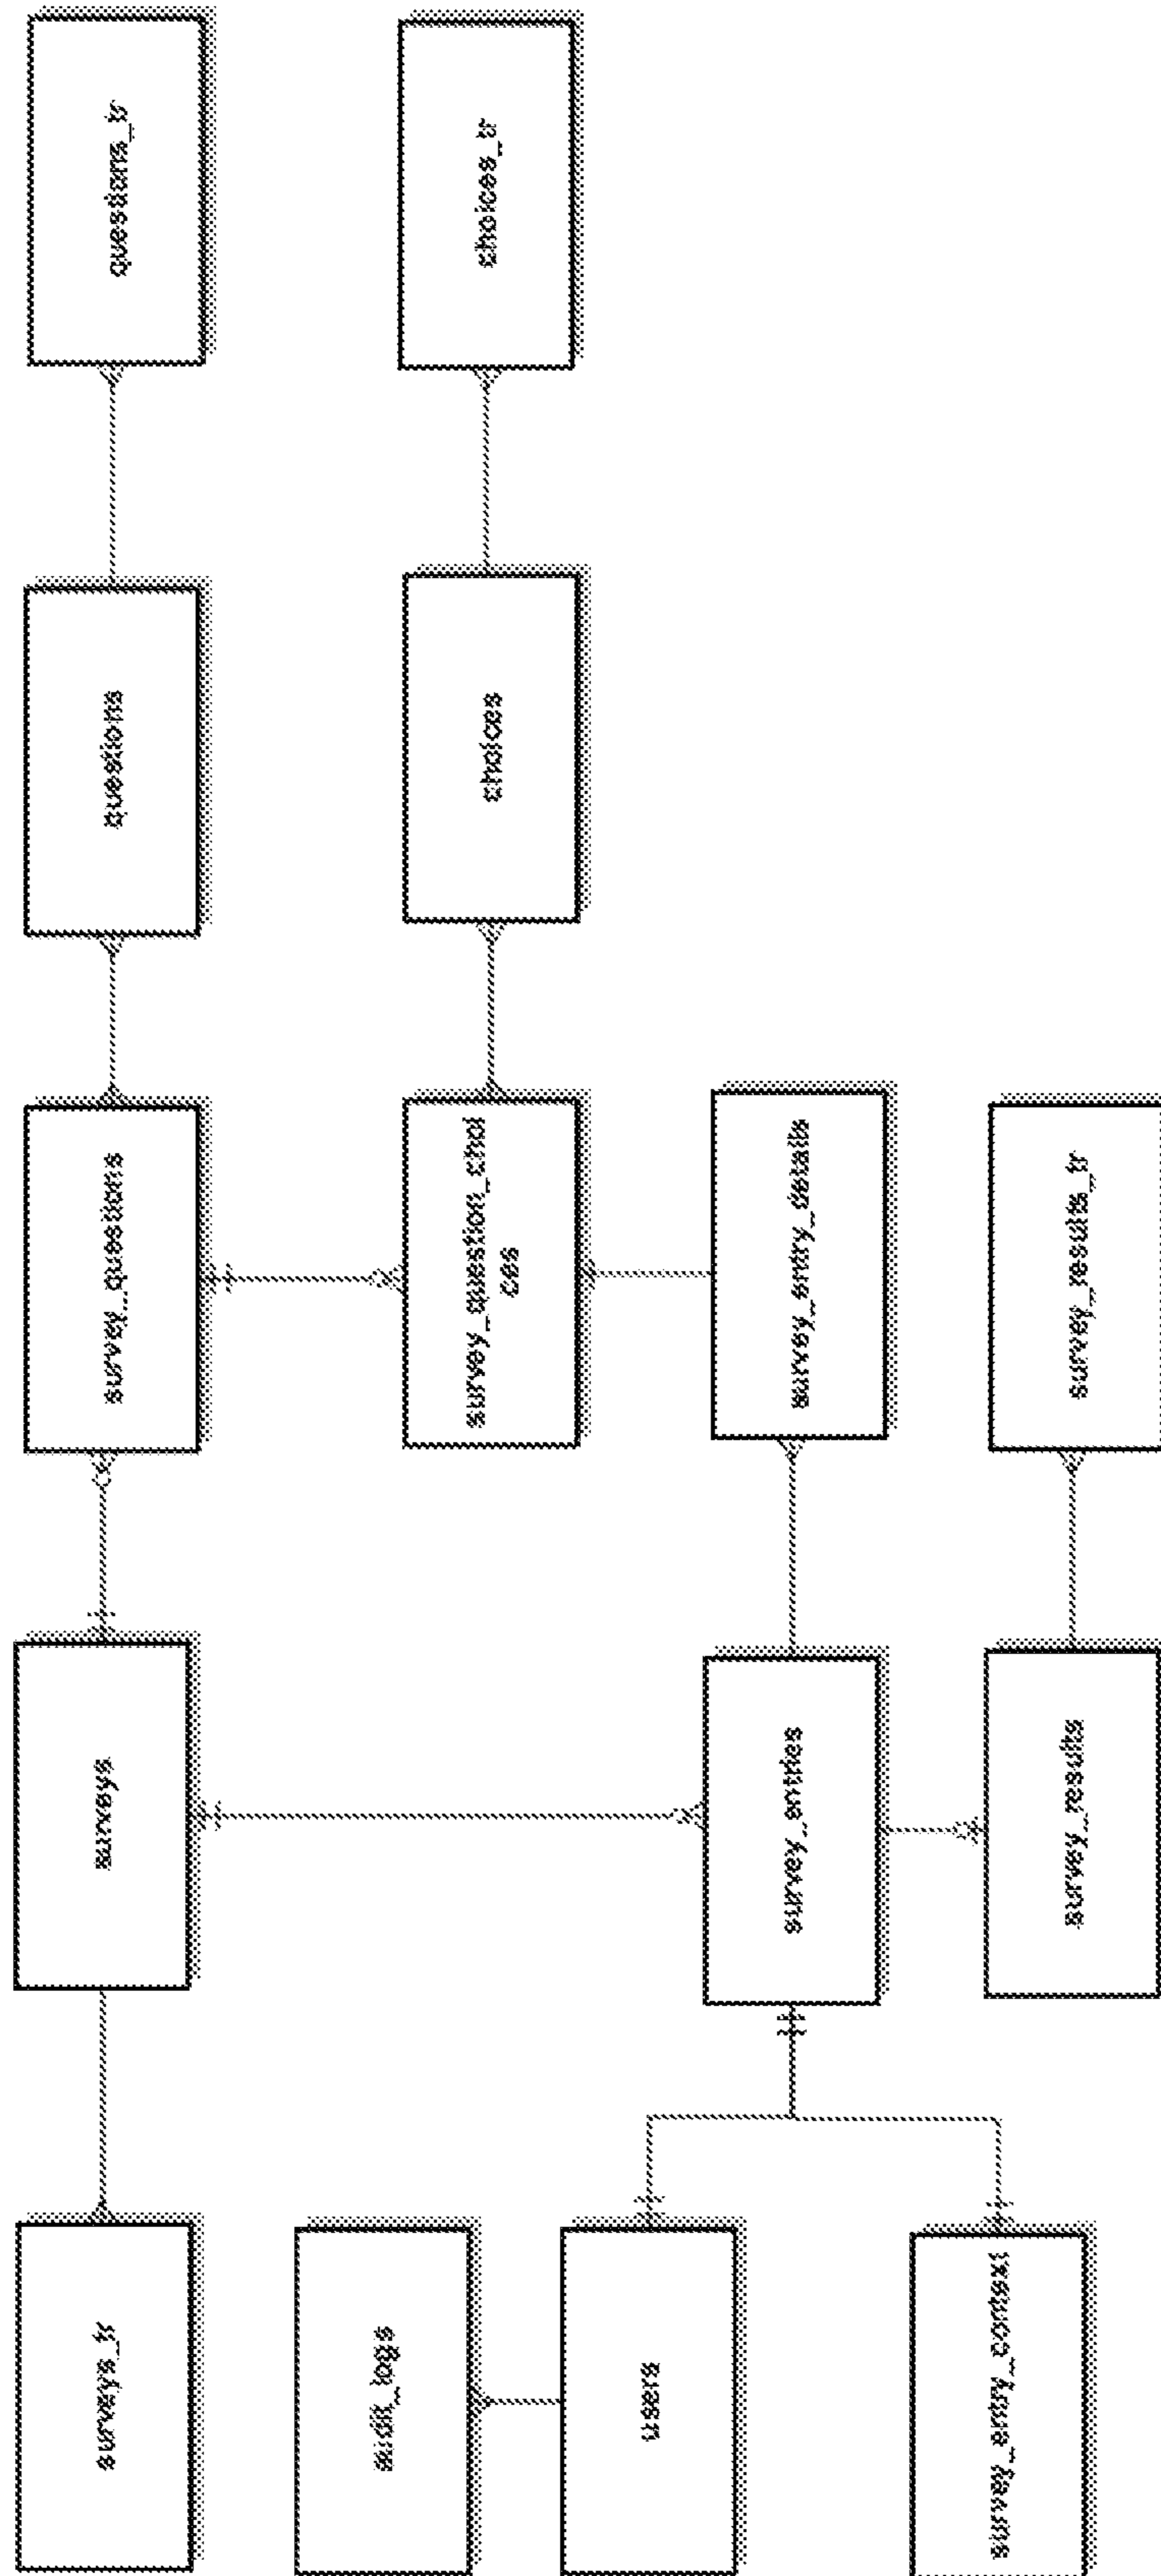 surveys_tr
surveys
survey_questions
questions
questions_tr
audit_logs
survey_question_choi
ces
choices
choices_tr
users
survey_entries
survey_entry_details
survey_entry_context
survey_results
survey_results_tr